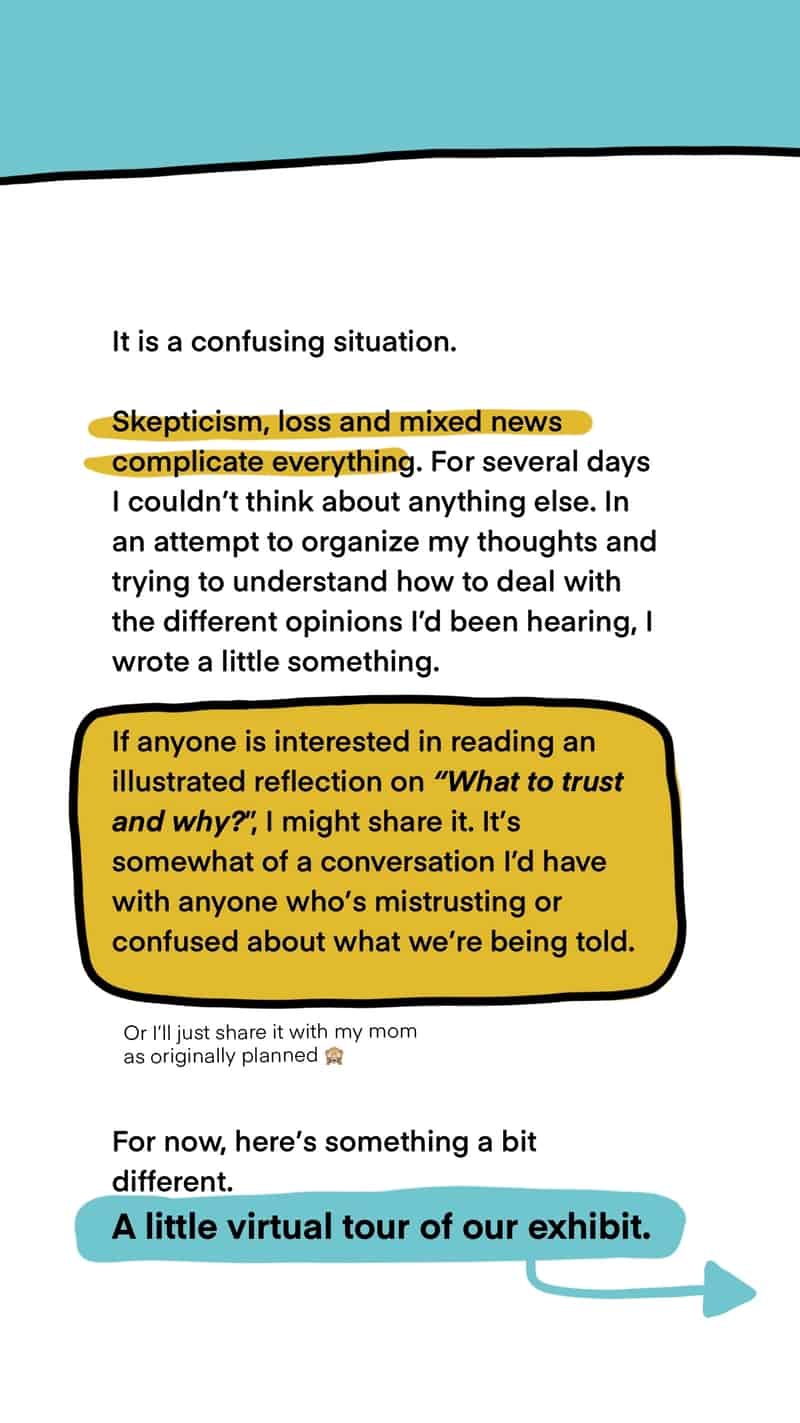 It is a confusing situation.
Skepticism, loss and mixed news
complicate everything. For several days
I couldn’t think about anything else. In
an attempt to organize my thoughts and
trying to understand how to deal with
the different opinions I’d been hearing, I
wrote a little something.
If anyone is interested in reading an
illustrated reflection on “What to trust
and why?”, I might share it. It’s
somewhat of a conversation I’d have
with anyone who’s mistrusting or
confused about what we’re being told.
Or I’ll just share it with my mom
as originally planned 🙈
For now, here’s something a bit
different.
A little virtual tour of our exhibit.